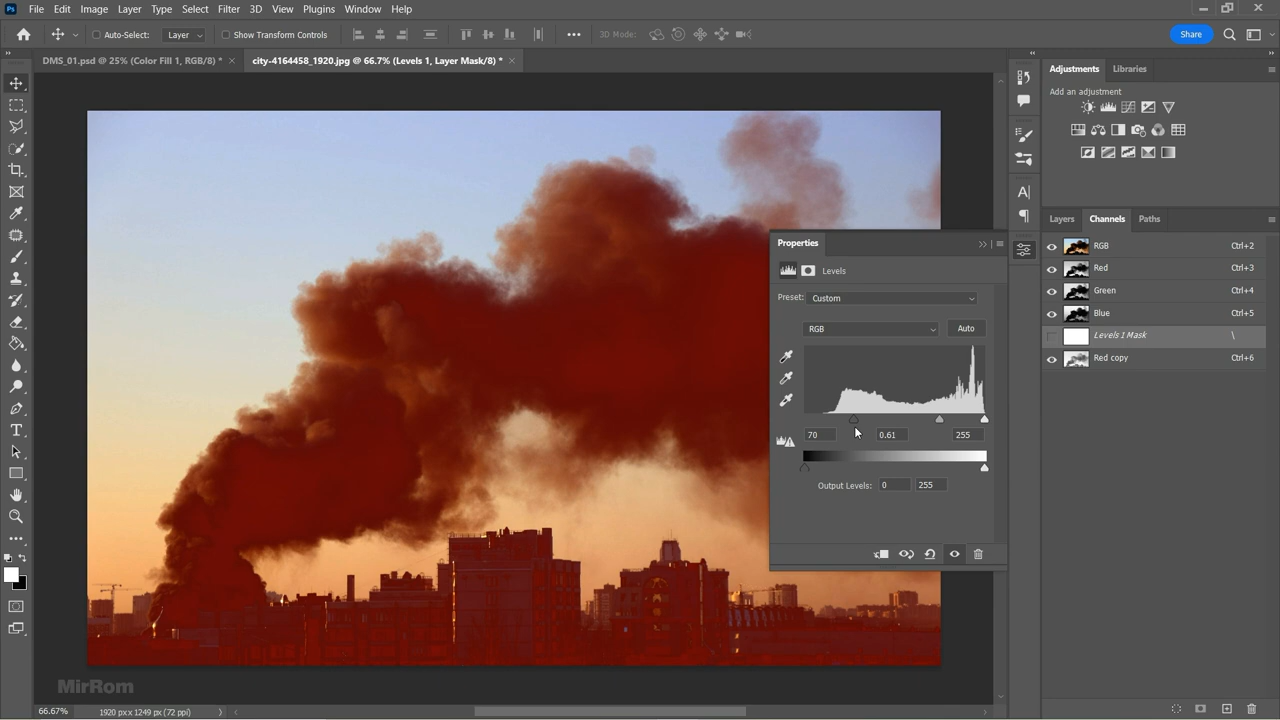 Ps File Edit Image Layer Type Select Filter 3D View Plugins Window Help
Auto-Select: Layer Show Transform Controls 3D Mode: Share
DMS_01.psd @ 25% (Color Fill 1, RGB/8) * city-4164458_1920.jpg @ 66.7% (Levels 1, Layer Mask/8) *
Adjustments Libraries
Add an adjustment
Layers Channels Paths
RGB Ctrl+2
Red Ctrl+3
Green Ctrl+4
Blue Ctrl+5
Levels 1 Mask \
Red copy Ctrl+6
Properties
Levels
Preset: Custom
RGB Auto
70 0.61 255
Output Levels: 0 255
MirRom
66.67% 1920 px x 1249 px (72 ppi)